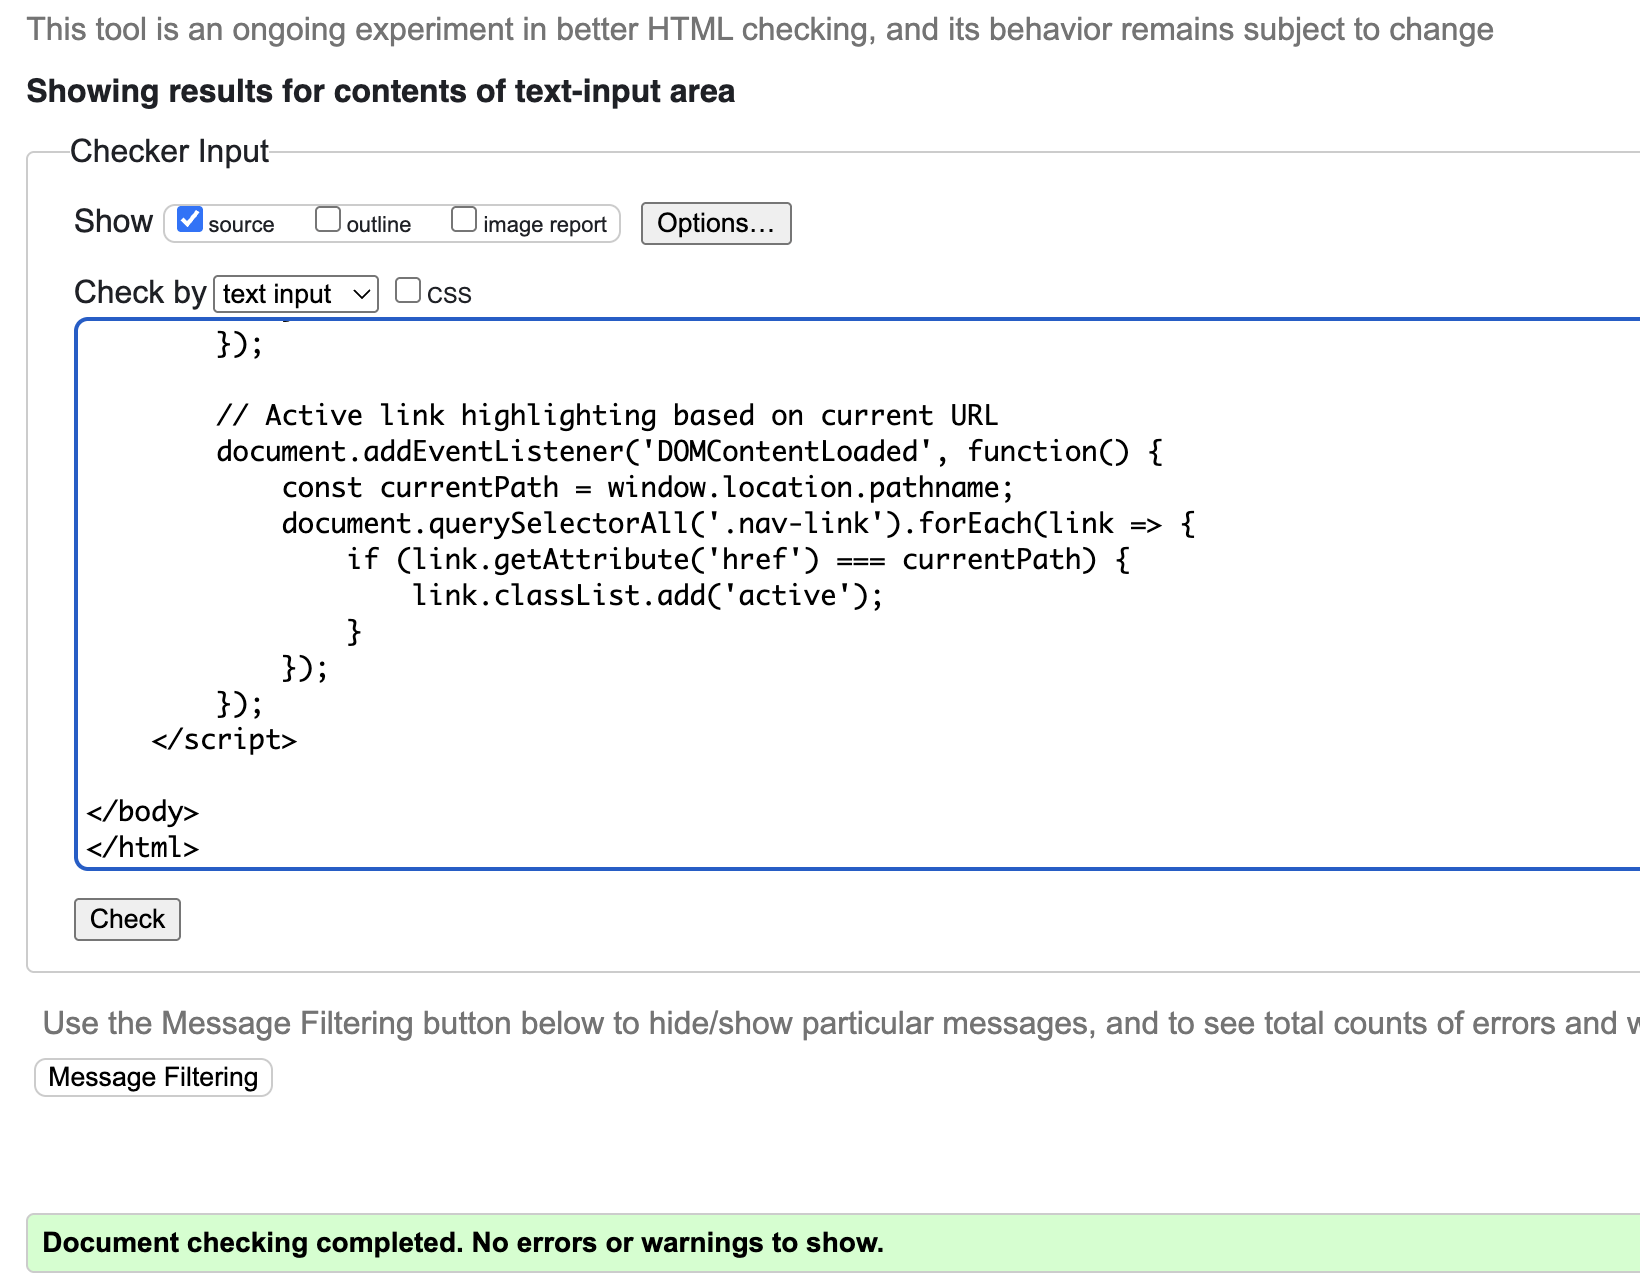 This tool is an ongoing experiment in better HTML checking, and its behavior remains subject to change
Showing results for contents of text-input area
Checker Input
Show source outline image report Options...
Check by text input CSS
});
// Active link highlighting based on current URL
document.addEventListener('DOMContentLoaded', function() {
const currentPath = window.location.pathname;
document.querySelectorAll('.nav-link').forEach(link => {
if (link.getAttribute('href') === currentPath) {
link.classList.add('active');
}
});
});
</script>
</body>
</html>
Check
Use the Message Filtering button below to hide/show particular messages, and to see total counts of errors and
Message Filtering
Document checking completed. No errors or warnings to show.